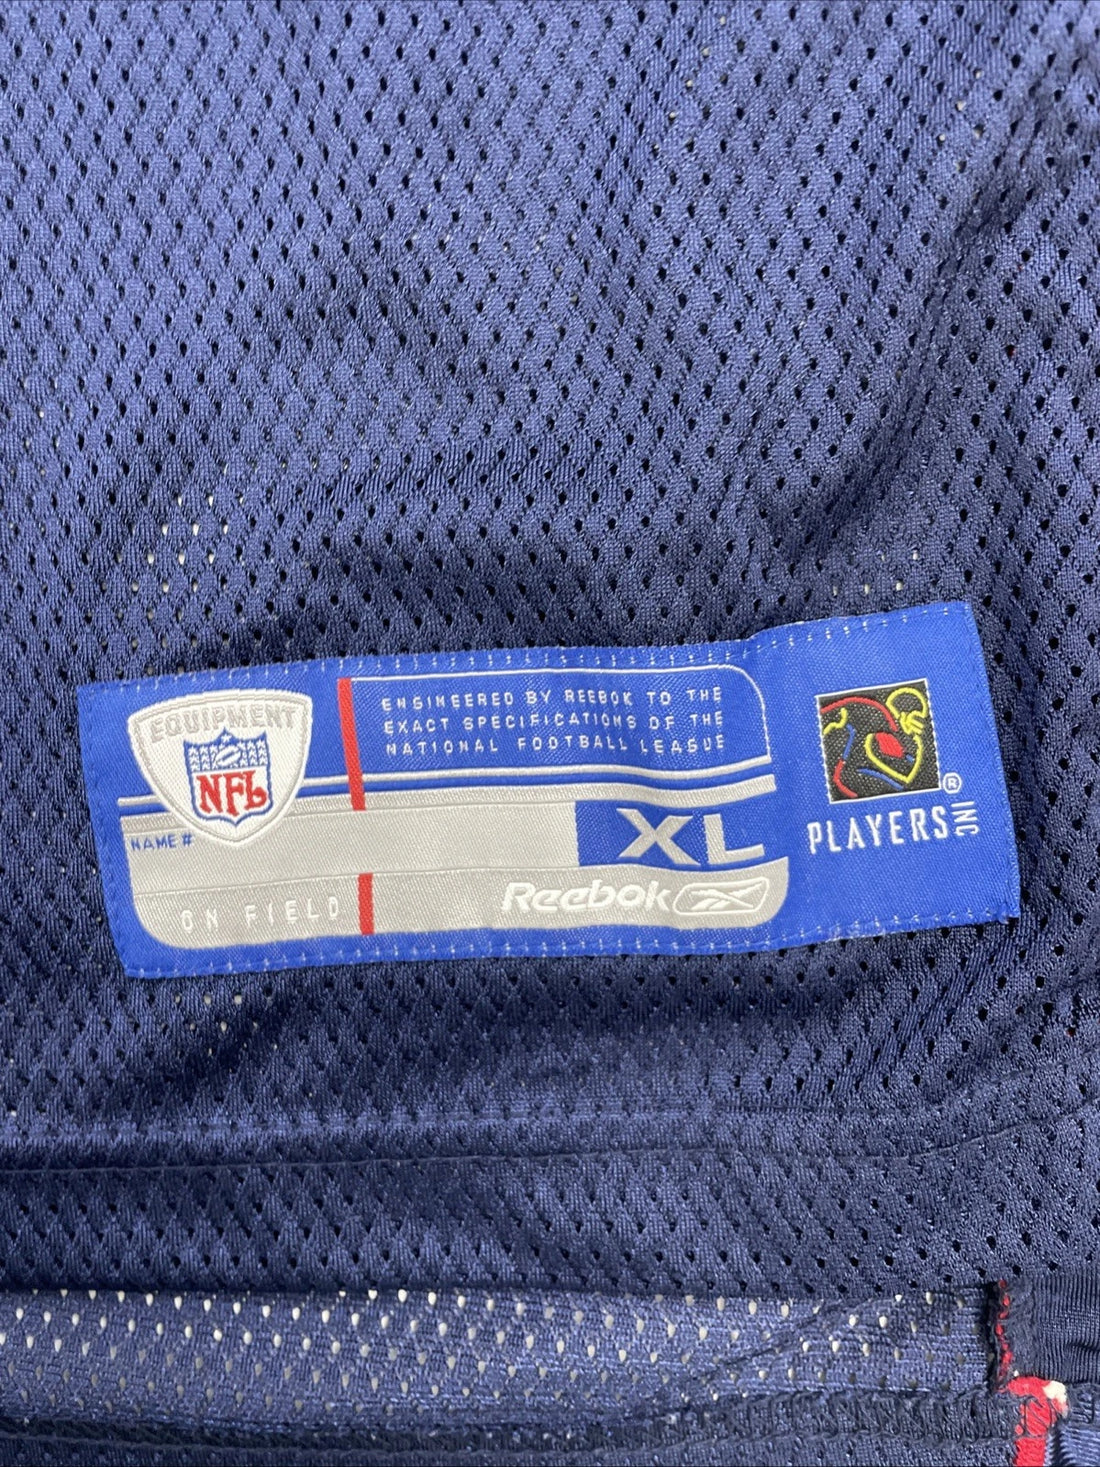 EQUIPMENT
NFL
ENGINEERED BY REEBOK TO THE
EXACT SPECIFICATIONS OF THE
NATIONAL FOOTBALL LEAGUE
NAME #
XL
ON FIELD
Reebok
PLAYERS INC ®